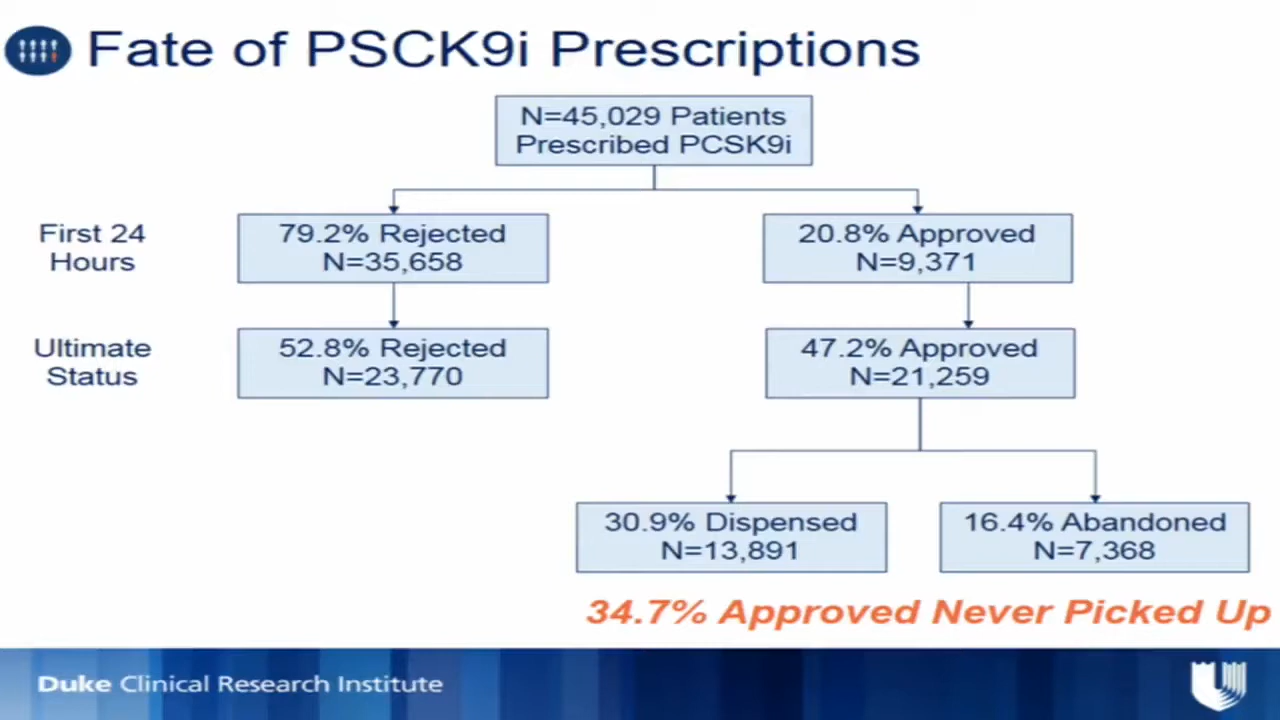 Fate of PSCK9i Prescriptions
N=45,029 Patients
Prescribed PCSK9i
First 24
Hours
79.2% Rejected
N=35,658
20.8% Approved
N=9,371
Ultimate
Status
52.8% Rejected
N=23,770
47.2% Approved
N=21,259
30.9% Dispensed
N=13,891
16.4% Abandoned
N=7,368
34.7% Approved Never Picked Up
Duke Clinical Research Institute